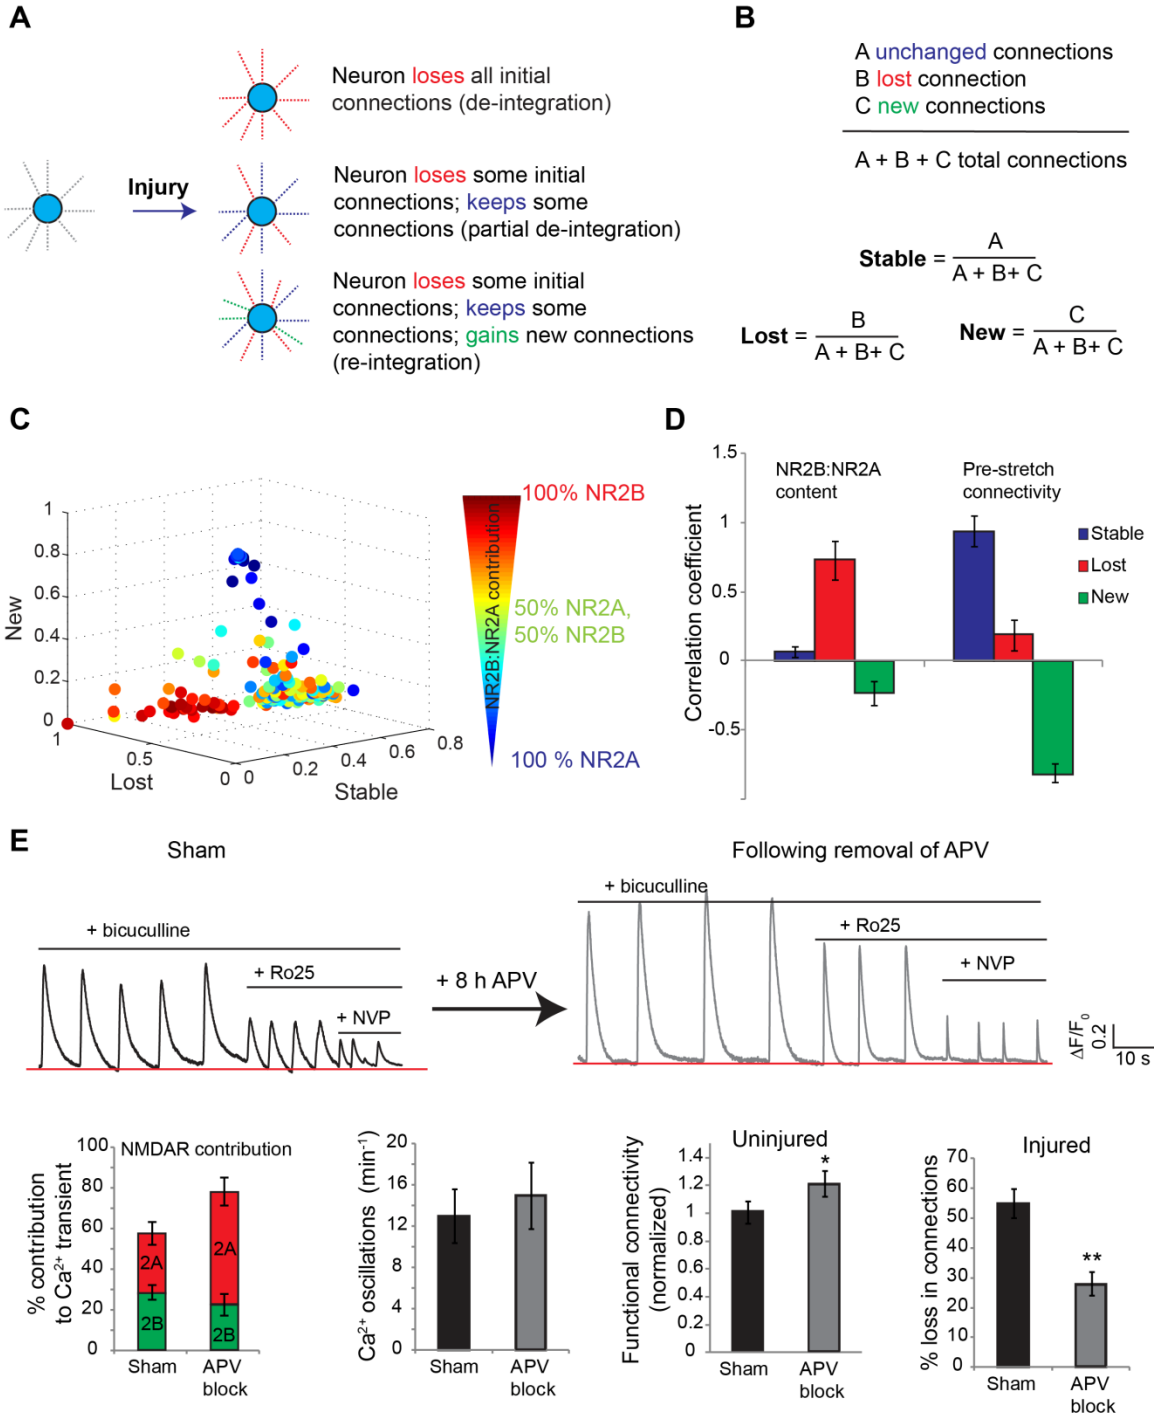 A
Neuron loses all initial
connections (de-integration)
Injury
Neuron loses some initial
connections; keeps some
connections (partial de-integration)
Neuron loses some initial
connections; keeps some
connections; gains new connections
(re-integration)
B
A unchanged connections
B lost connection
C new connections
A + B + C total connections
Stable = A
A + B+ C
Lost = B
A + B+ C
New = C
A + B+ C
C
New
1
0.8
0.6
0.4
0.2
0
1
0.5
0
Lost
0
0.2
0.4
0.6
0.8
Stable
NR2B:NR2A contribution
100% NR2B
50% NR2A,
50% NR2B
100 % NR2A
D
Correlation coefficient
1.5
1
0.5
0
-0.5
NR2B:NR2A
content
Pre-stretch
connectivity
Stable
Lost
New
E
Sham
+ bicuculline
+ Ro25
+ NVP
+ 8 h APV
Following removal of APV
+ bicuculline
+ Ro25
+ NVP
ΔF/F₀
0.2
10 s
% contribution
to Ca²⁺ transient
100
80
60
40
20
0
NMDAR contribution
2A
2B
2A
2B
Sham
APV
block
Ca²⁺ oscillations (min⁻¹)
20
16
12
8
4
0
Sham
APV
block
Functional connectivity
(normalized)
Uninjured
1.4
1.2
1
0.8
0.6
0.4
0.2
0
*
Sham
APV
block
% loss in connections
Injured
70
60
50
40
30
20
10
0
**
Sham
APV
block